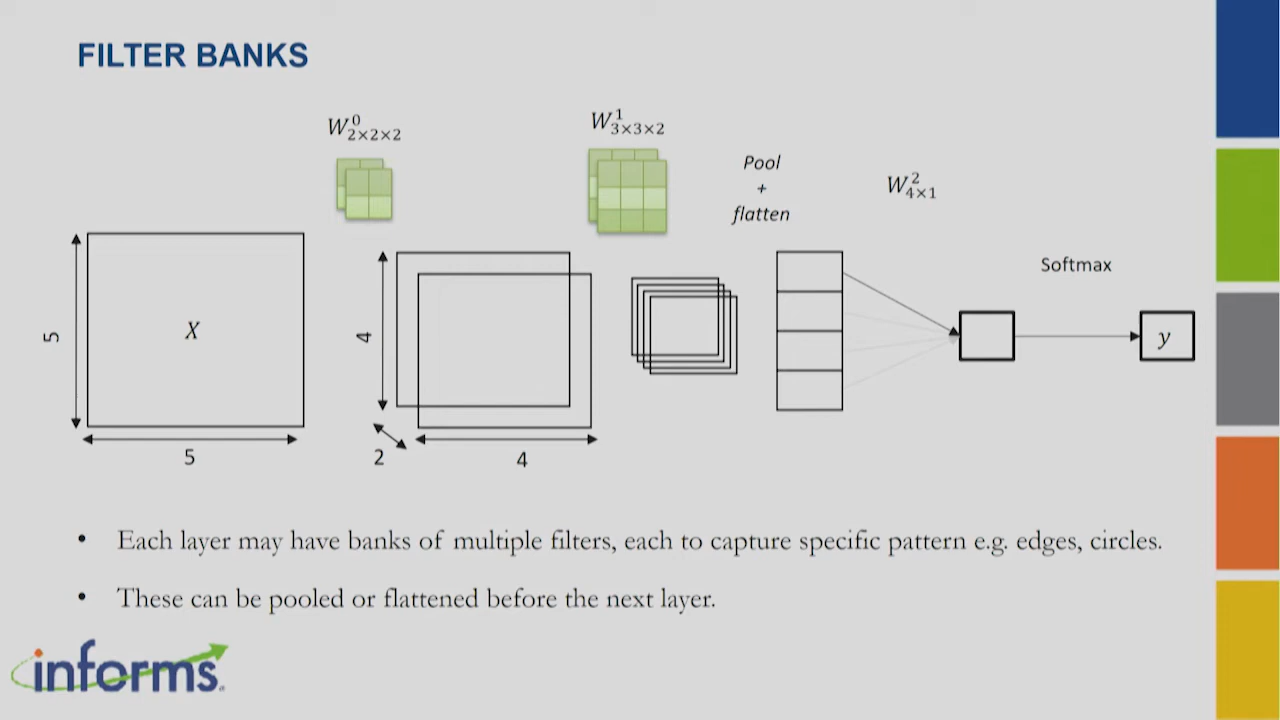 FILTER BANKS
W⁰₂ₓ₂ₓ₂
W¹₃ₓ₃ₓ₂
Pool
+
flatten
W²₄ₓ₁
Softmax
5
X
4
y
5
2
4
• Each layer may have banks of multiple filters, each to capture specific pattern e.g. edges, circles.
• These can be pooled or flattened before the next layer.
informs